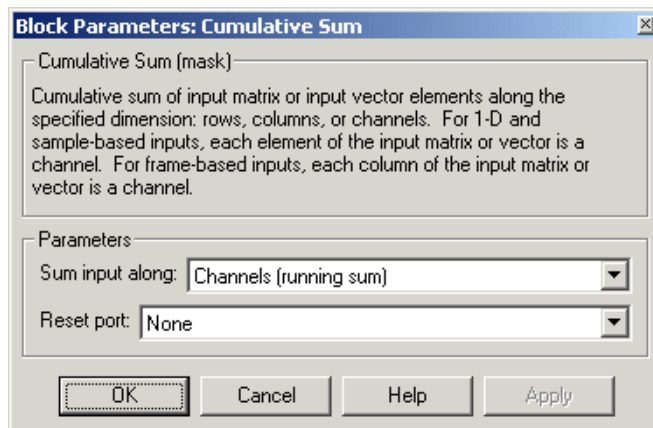 Block Parameters: Cumulative Sum
Cumulative Sum (mask)
Cumulative sum of input matrix or input vector elements along the
specified dimension: rows, columns, or channels.  For 1-D and
sample-based inputs, each element of the input matrix or vector is a
channel.  For frame-based inputs, each column of the input matrix or
vector is a channel.
Parameters
Sum input along: Channels (running sum)
Reset port: None
OK Cancel Help Apply